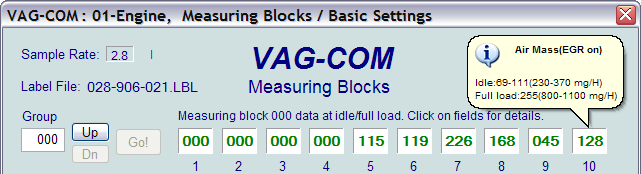 VAG-COM : 01-Engine,  Measuring Blocks / Basic Settings
Sample Rate: 2.8
VAG-COM
Air Mass(EGR on)
Idle:69-111(230-370 mg/H)
Full load:255(800-1100 mg/H)
Label File: 028-906-021.LBL
Measuring Blocks
Group
Measuring block 000 data at idle/full load. Click on fields for details.
000 Up Go! 000 000 000 000 115 119 226 168 045 128
Dn
1 2 3 4 5 6 7 8 9 10